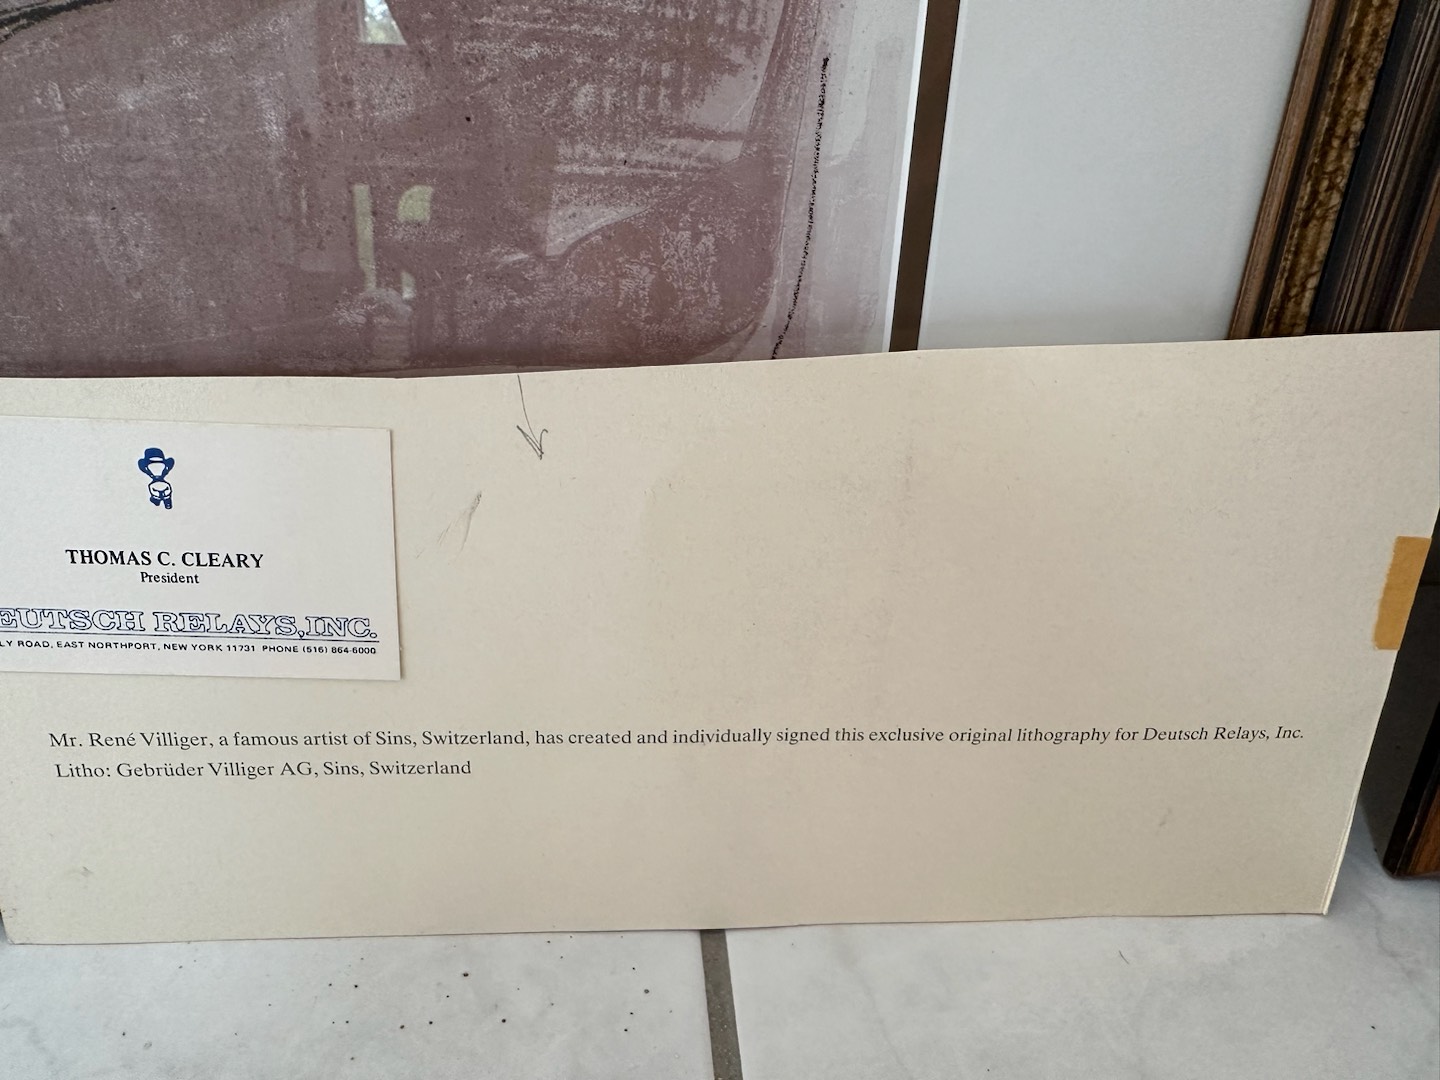 THOMAS C. CLEARY
President
EUTSCH RELAYS, INC.
LY ROAD, EAST NORTHPORT, NEW YORK 11731 PHONE (516) 864-6000
Mr. René Villiger, a famous artist of Sins, Switzerland, has created and individually signed this exclusive original lithography for Deutsch Relays, Inc.
Litho: Gebrüder Villiger AG, Sins, Switzerland